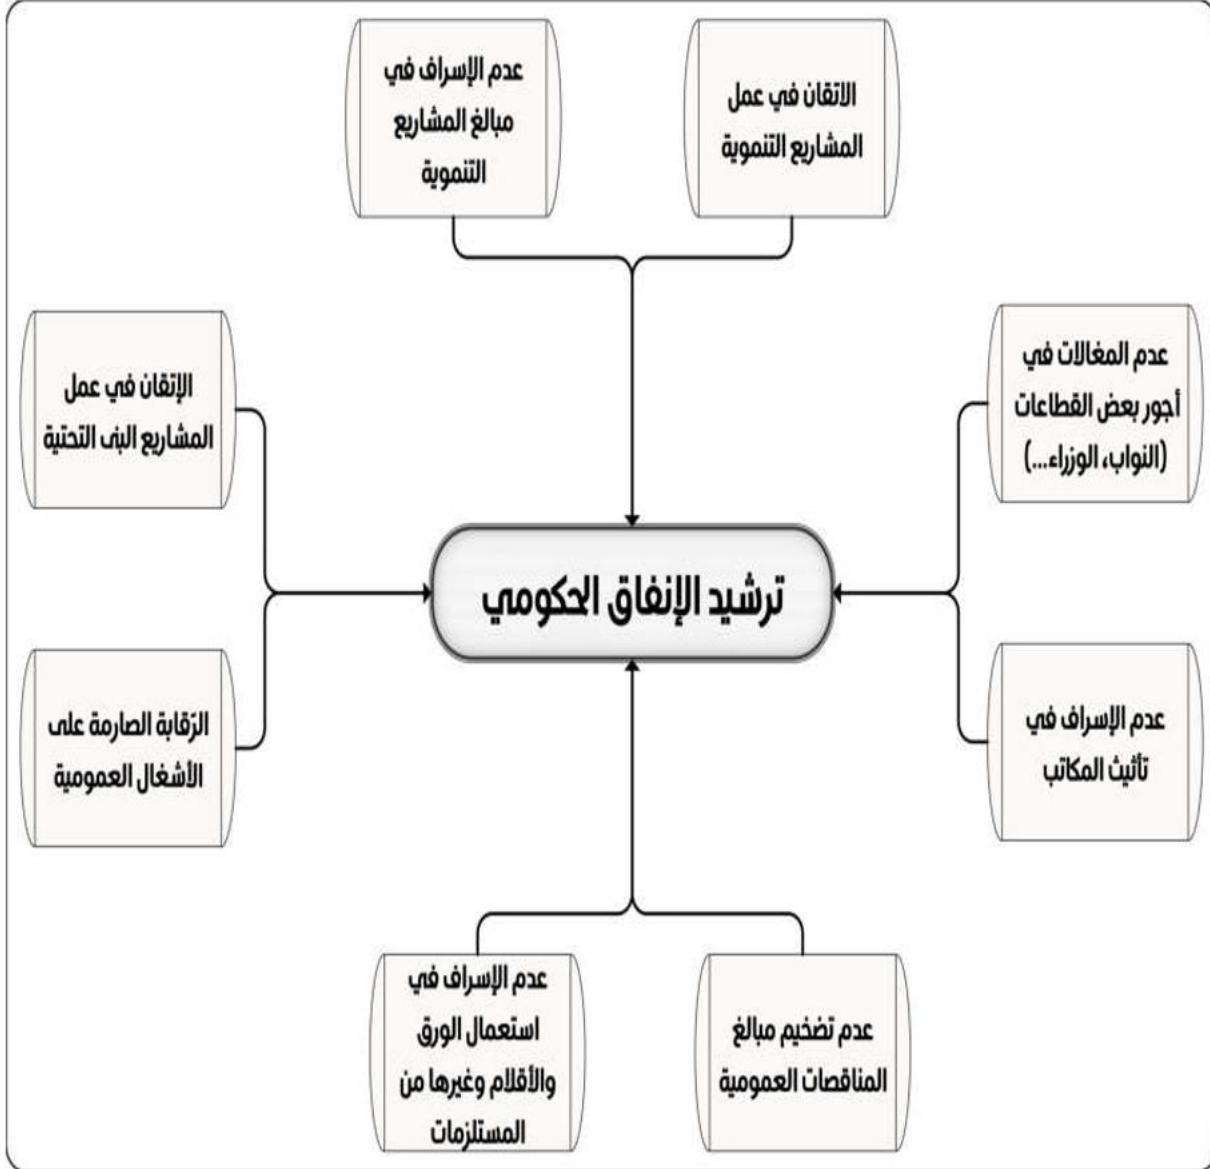 الاتقان في عمل
المشاريع التنموية
عدم الإسراف في
مبالغ المشاريع
التنموية
عدم المغالات في
أجور بعض القطاعات
(النواب، الوزراء...)
الإتقان في عمل
المشاريع البنى التحتية
ترشيد الإنفاق الحكومي
عدم الإسراف في
تأثيث المكاتب
الرّقابة الصارمة على
الأشغال العمومية
عدم تضخيم مبالغ
المناقصات العمومية
عدم الإسراف في
استعمال الورق
والأقلام وغيرها من
المستلزمات